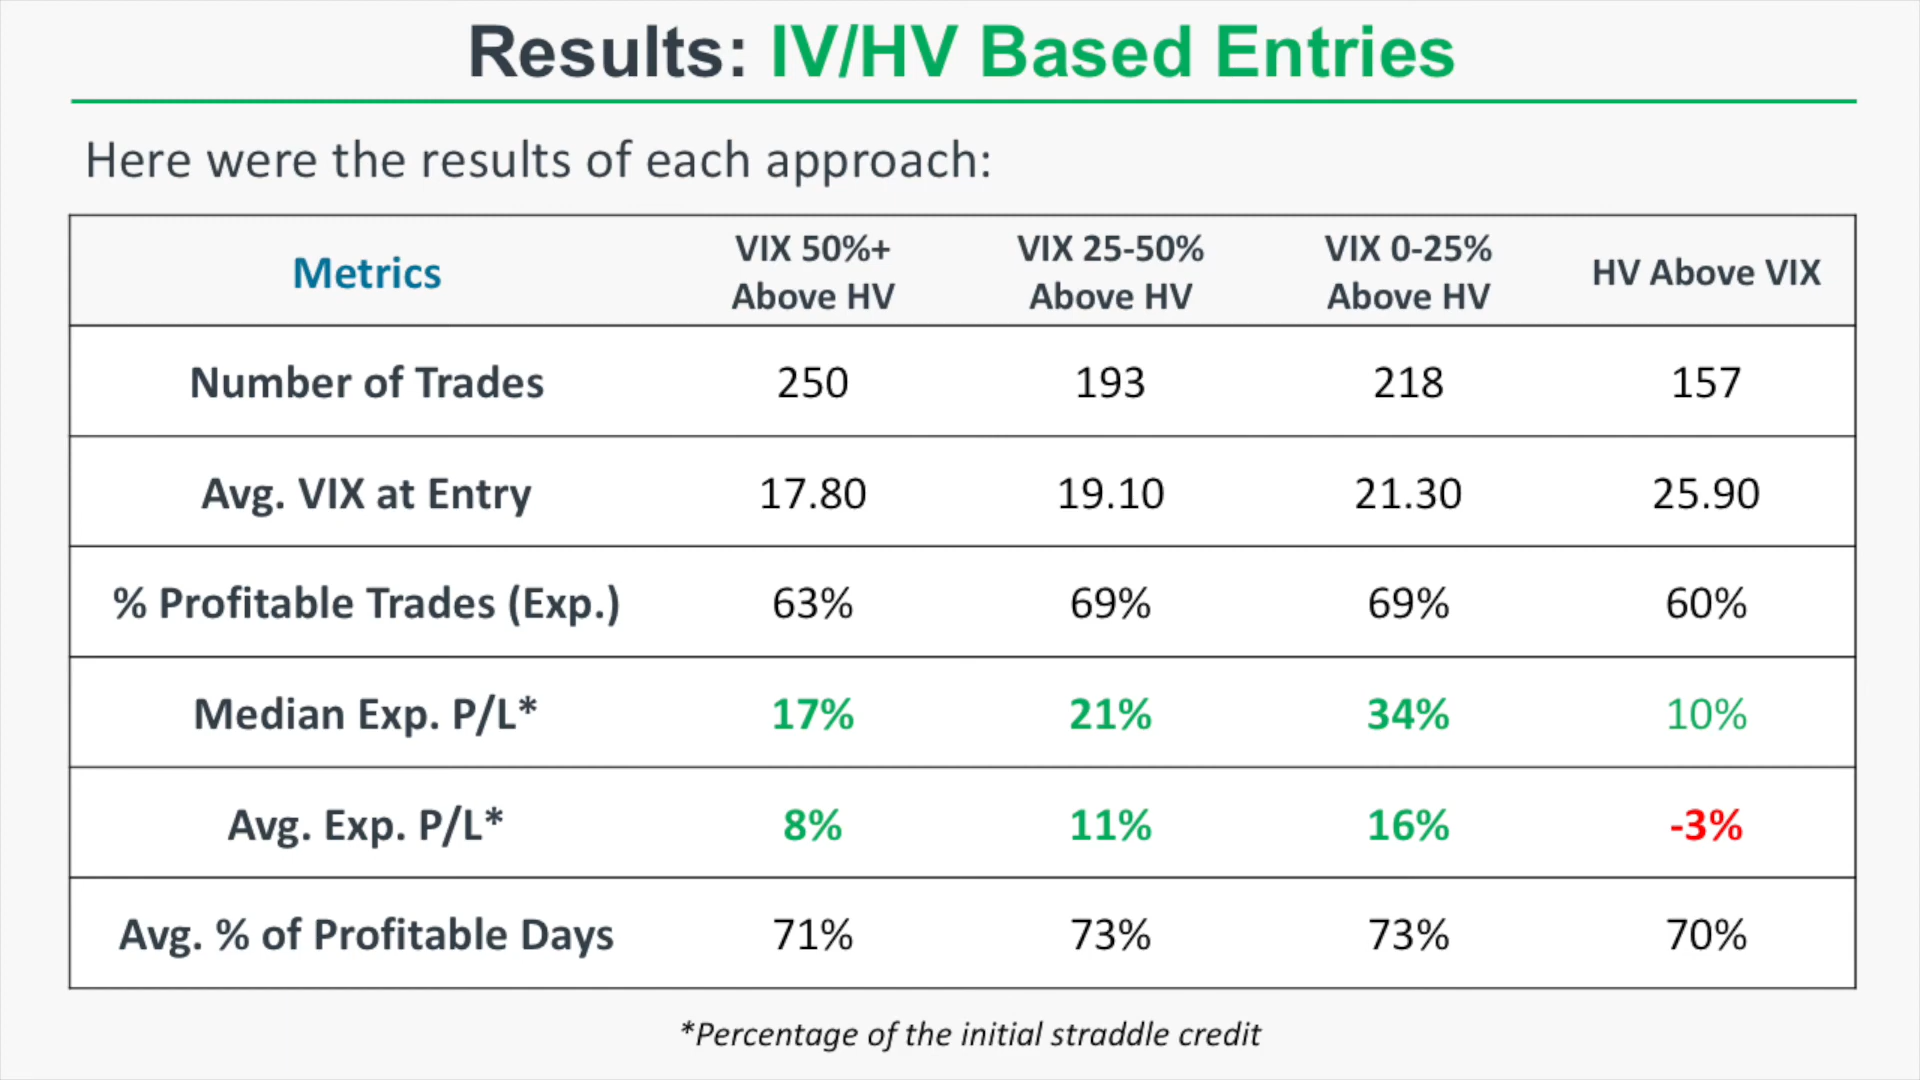 Results: IV/HV Based Entries
Here were the results of each approach:
Metrics VIX 50%+ Above HV VIX 25-50% Above HV VIX 0-25% Above HV HV Above VIX
Number of Trades 250 193 218 157
Avg. VIX at Entry 17.80 19.10 21.30 25.90
% Profitable Trades (Exp.) 63% 69% 69% 60%
Median Exp. P/L* 17% 21% 34% 10%
Avg. Exp. P/L* 8% 11% 16% -3%
Avg. % of Profitable Days 71% 73% 73% 70%
*Percentage of the initial straddle credit